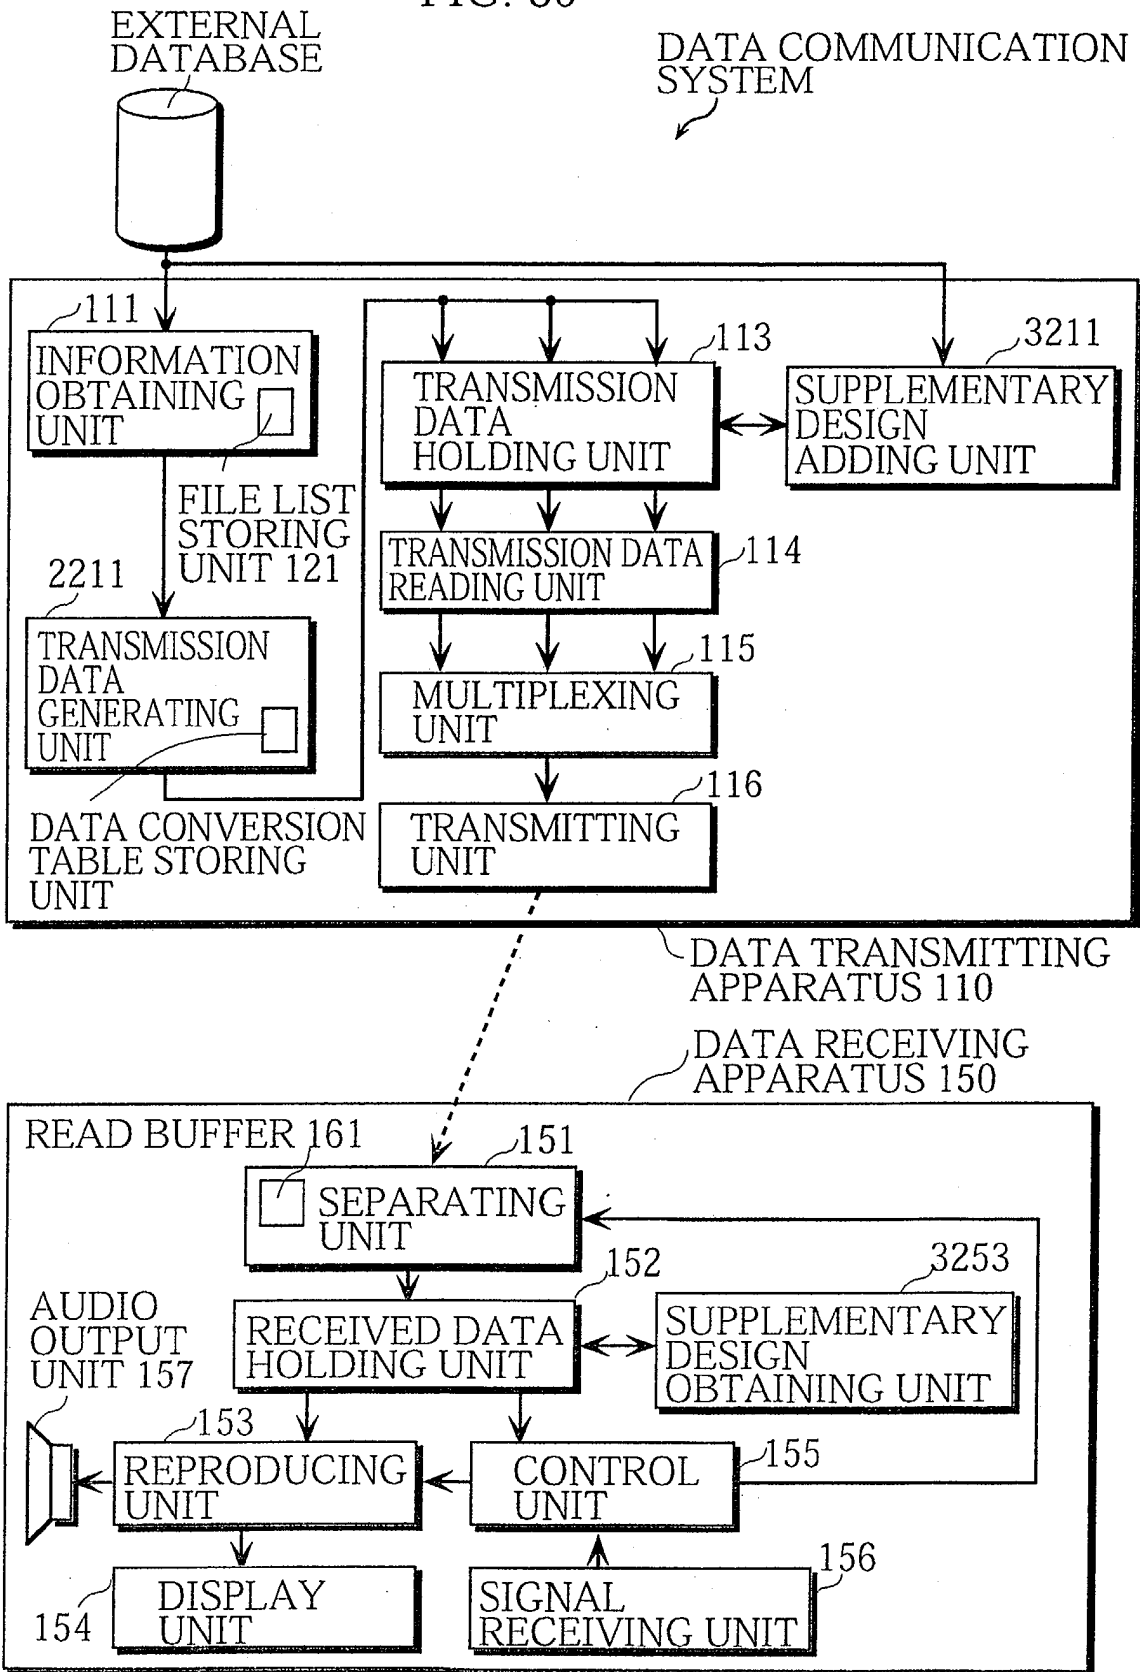 EXTERNAL
DATABASE
DATA COMMUNICATION
SYSTEM
111
INFORMATION
OBTAINING
UNIT
FILE LIST
STORING
UNIT 121
2211
TRANSMISSION
DATA
GENERATING
UNIT
DATA CONVERSION
TABLE STORING
UNIT
113
TRANSMISSION
DATA
HOLDING UNIT
3211
SUPPLEMENTARY
DESIGN
ADDING UNIT
TRANSMISSION DATA
READING UNIT
114
115
MULTIPLEXING
UNIT
116
TRANSMITTING
UNIT
DATA TRANSMITTING
APPARATUS 110
DATA RECEIVING
APPARATUS 150
READ BUFFER 161
151
SEPARATING
UNIT
152
RECEIVED DATA
HOLDING UNIT
3253
SUPPLEMENTARY
DESIGN
OBTAINING UNIT
AUDIO
OUTPUT
UNIT 157
153
REPRODUCING
UNIT
155
CONTROL
UNIT
154
DISPLAY
UNIT
156
SIGNAL
RECEIVING UNIT